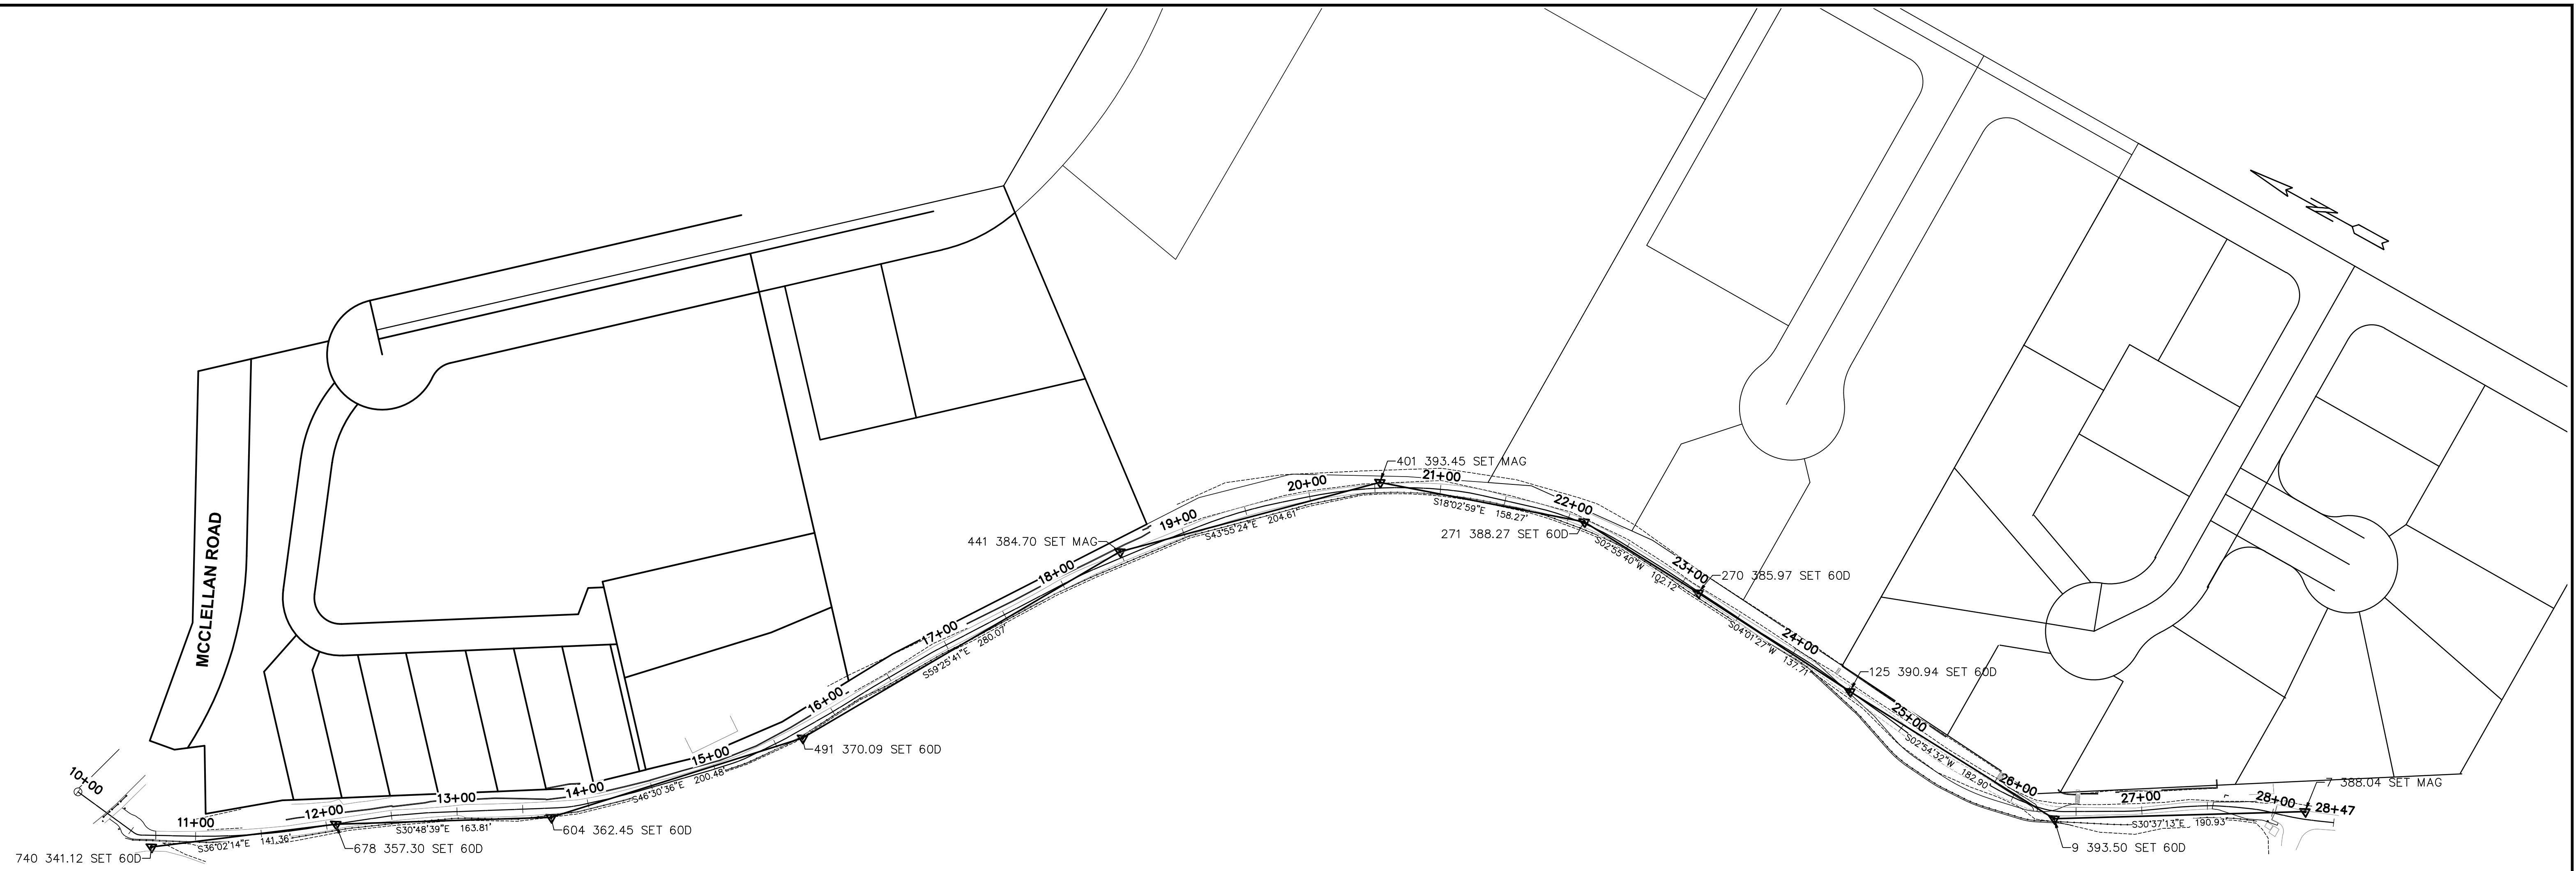 MCCLELLAN ROAD
N
10+00
11+00
12+00
13+00
14+00
15+00
16+00
17+00
18+00
19+00
20+00
21+00
22+00
23+00
24+00
25+00
26+00
27+00
28+00
28+47
740 341.12 SET 60D
S36°02'14"E 141.36'
678 357.30 SET 60D
S30°48'39"E 163.81'
604 362.45 SET 60D
S46°30'36"E 200.48'
491 370.09 SET 60D
S59°25'41"E 280.07'
441 384.70 SET MAG
S43°55'24"E 204.61'
401 393.45 SET MAG
S18°02'59"E 158.27'
271 388.27 SET 60D
S02°55'40"W 102.12'
270 385.97 SET 60D
S04°01'27"W 137.71'
125 390.94 SET 60D
S02°54'32"W 182.90'
9 393.50 SET 60D
S30°37'13"E 190.93'
7 388.04 SET MAG